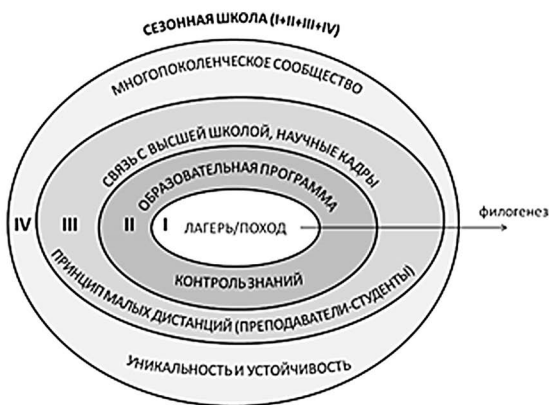 СЕЗОННАЯ ШКОЛА (I+II+III+IV)
МНОГОПОКОЛЕНЧЕСКОЕ СООБЩЕСТВО
СВЯЗЬ С ВЫСШЕЙ ШКОЛОЙ, НАУЧНЫЕ КАДРЫ
ОБРАЗОВАТЕЛЬНАЯ ПРОГРАММА
филогенез
IV III II I ЛАГЕРЬ/ПОХОД
КОНТРОЛЬ ЗНАНИЙ
ПРИНЦИП МАЛЫХ ДИСТАНЦИЙ (ПРЕПОДАВАТЕЛИ-СТУДЕНТЫ)
УНИКАЛЬНОСТЬ И УСТОЙЧИВОСТЬ